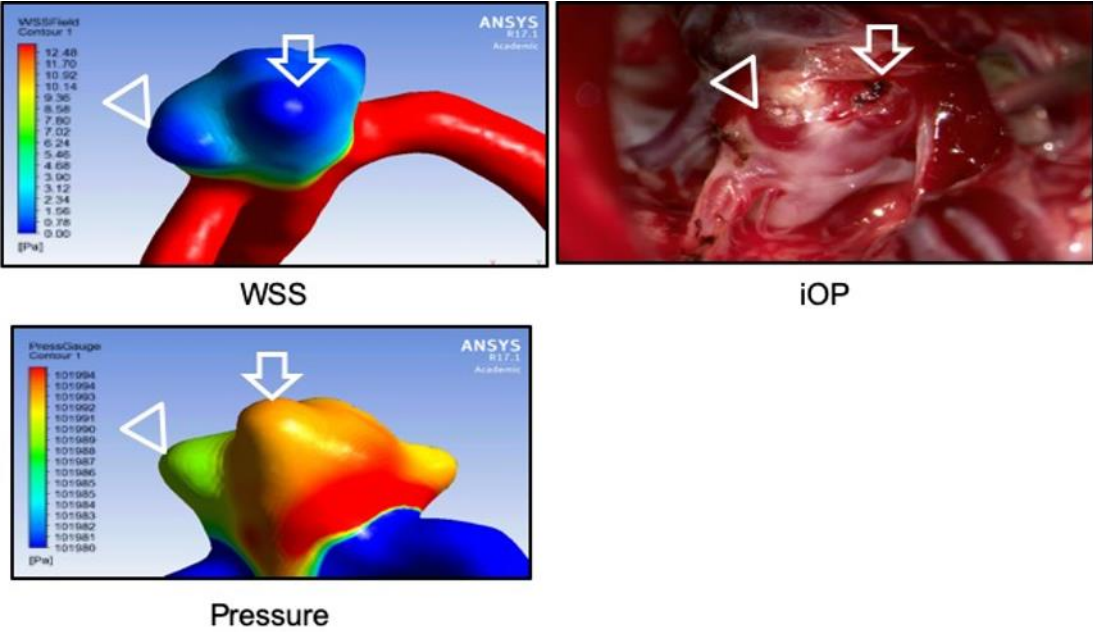 WSSField
Contour 1
12.48
11.70
10.92
10.14
9.36
8.58
7.80
7.02
6.24
5.46
4.68
3.90
3.12
2.34
1.56
0.78
0.00
[Pa]
ANSYS
R17.1
Academic
WSS
iOP
PressGauge
Contour 1
101994
101994
101993
101992
101991
101990
101989
101988
101987
101986
101985
101985
101984
101983
101982
101981
101980
[Pa]
ANSYS
R17.1
Academic
Pressure